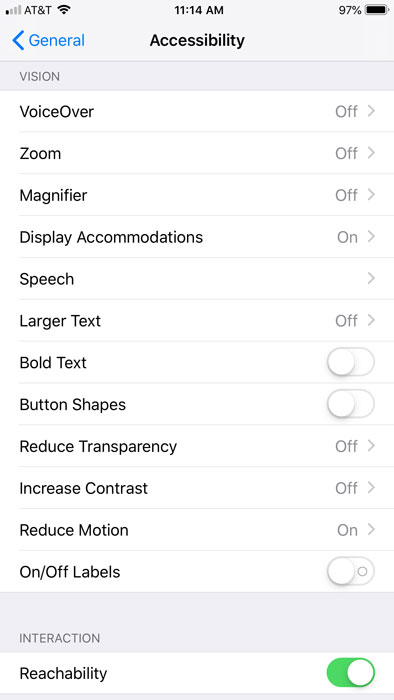 AT&T 11:14 AM 97%
General Accessibility
VISION
VoiceOver Off
Zoom Off
Magnifier Off
Display Accommodations On
Speech
Larger Text Off
Bold Text
Button Shapes
Reduce Transparency Off
Increase Contrast Off
Reduce Motion On
On/Off Labels
INTERACTION
Reachability